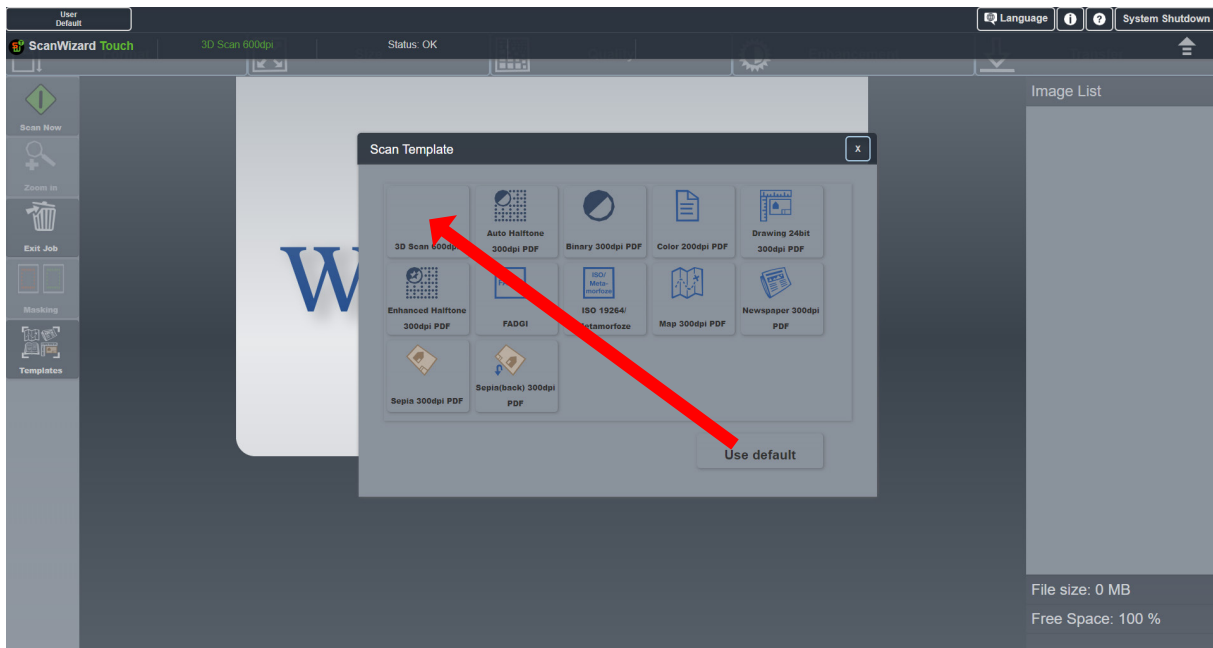 User
Default
Language
System Shutdown
ScanWizard Touch
3D Scan 600dpi
Status: OK
Scan Now
Zoom in
Exit Job
Masking
Templates
W
Scan Template
x
3D Scan 600dpi
Auto Halftone
300dpi PDF
Binary 300dpi PDF
Color 200dpi PDF
Drawing 24bit
300dpi PDF
Enhanced Halftone
300dpi PDF
FADGI
ISO/
Meta-
morfoze
ISO 19264/
Metamorfoze
Map 300dpi PDF
Newspaper 300dpi
PDF
Sepia 300dpi PDF
Sepia(back) 300dpi
PDF
Use default
Image List
File size: 0 MB
Free Space: 100 %